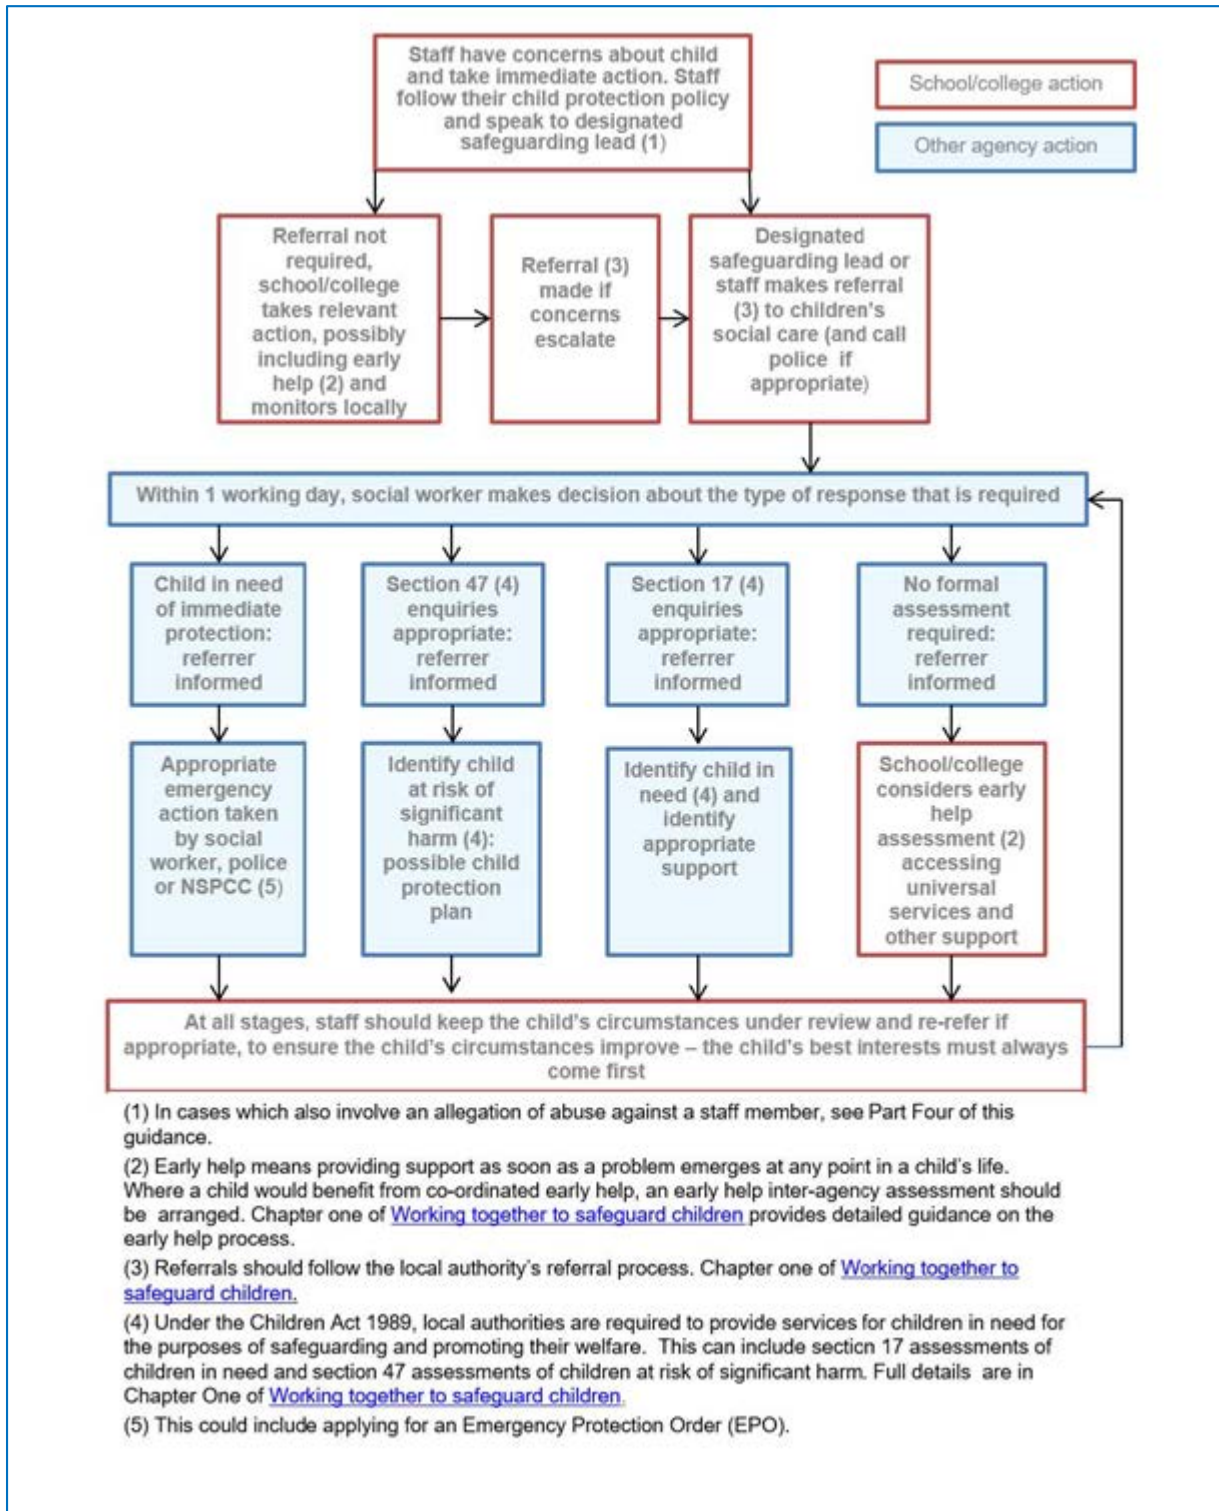 Staff have concerns about child
and take immediate action. Staff
follow their child protection policy
and speak to designated
safeguarding lead (1)
School/college action
Other agency action
Referral not
required,
school/college
takes relevant
action, possibly
including early
help (2) and
monitors locally
Referral (3)
made if
concerns
escalate
Designated
safeguarding lead or
staff makes referral
(3) to children's
social care (and call
police if
appropriate)
Within 1 working day, social worker makes decision about the type of response that is required
Child in need
of immediate
protection:
referrer
informed
Section 47 (4)
enquiries
appropriate:
referrer
informed
Section 17 (4)
enquiries
appropriate:
referrer
informed
No formal
assessment
required:
referrer
informed
Appropriate
emergency
action taken
by social
worker, police
or NSPCC (5)
Identify child
at risk of
significant
harm (4):
possible child
protection
plan
Identify child in
need (4) and
identify
appropriate
support
School/college
considers early
help
assessment (2)
accessing
universal
services and
other support
At all stages, staff should keep the child's circumstances under review and re-refer if
appropriate, to ensure the child's circumstances improve – the child's best interests must always
come first
(1) In cases which also involve an allegation of abuse against a staff member, see Part Four of this
guidance.
(2) Early help means providing support as soon as a problem emerges at any point in a child's life.
Where a child would benefit from co-ordinated early help, an early help inter-agency assessment should
be arranged. Chapter one of Working together to safeguard children provides detailed guidance on the
early help process.
(3) Referrals should follow the local authority's referral process. Chapter one of Working together to
safeguard children.
(4) Under the Children Act 1989, local authorities are required to provide services for children in need for
the purposes of safeguarding and promoting their welfare. This can include section 17 assessments of
children in need and section 47 assessments of children at risk of significant harm. Full details are in
Chapter One of Working together to safeguard children.
(5) This could include applying for an Emergency Protection Order (EPO).